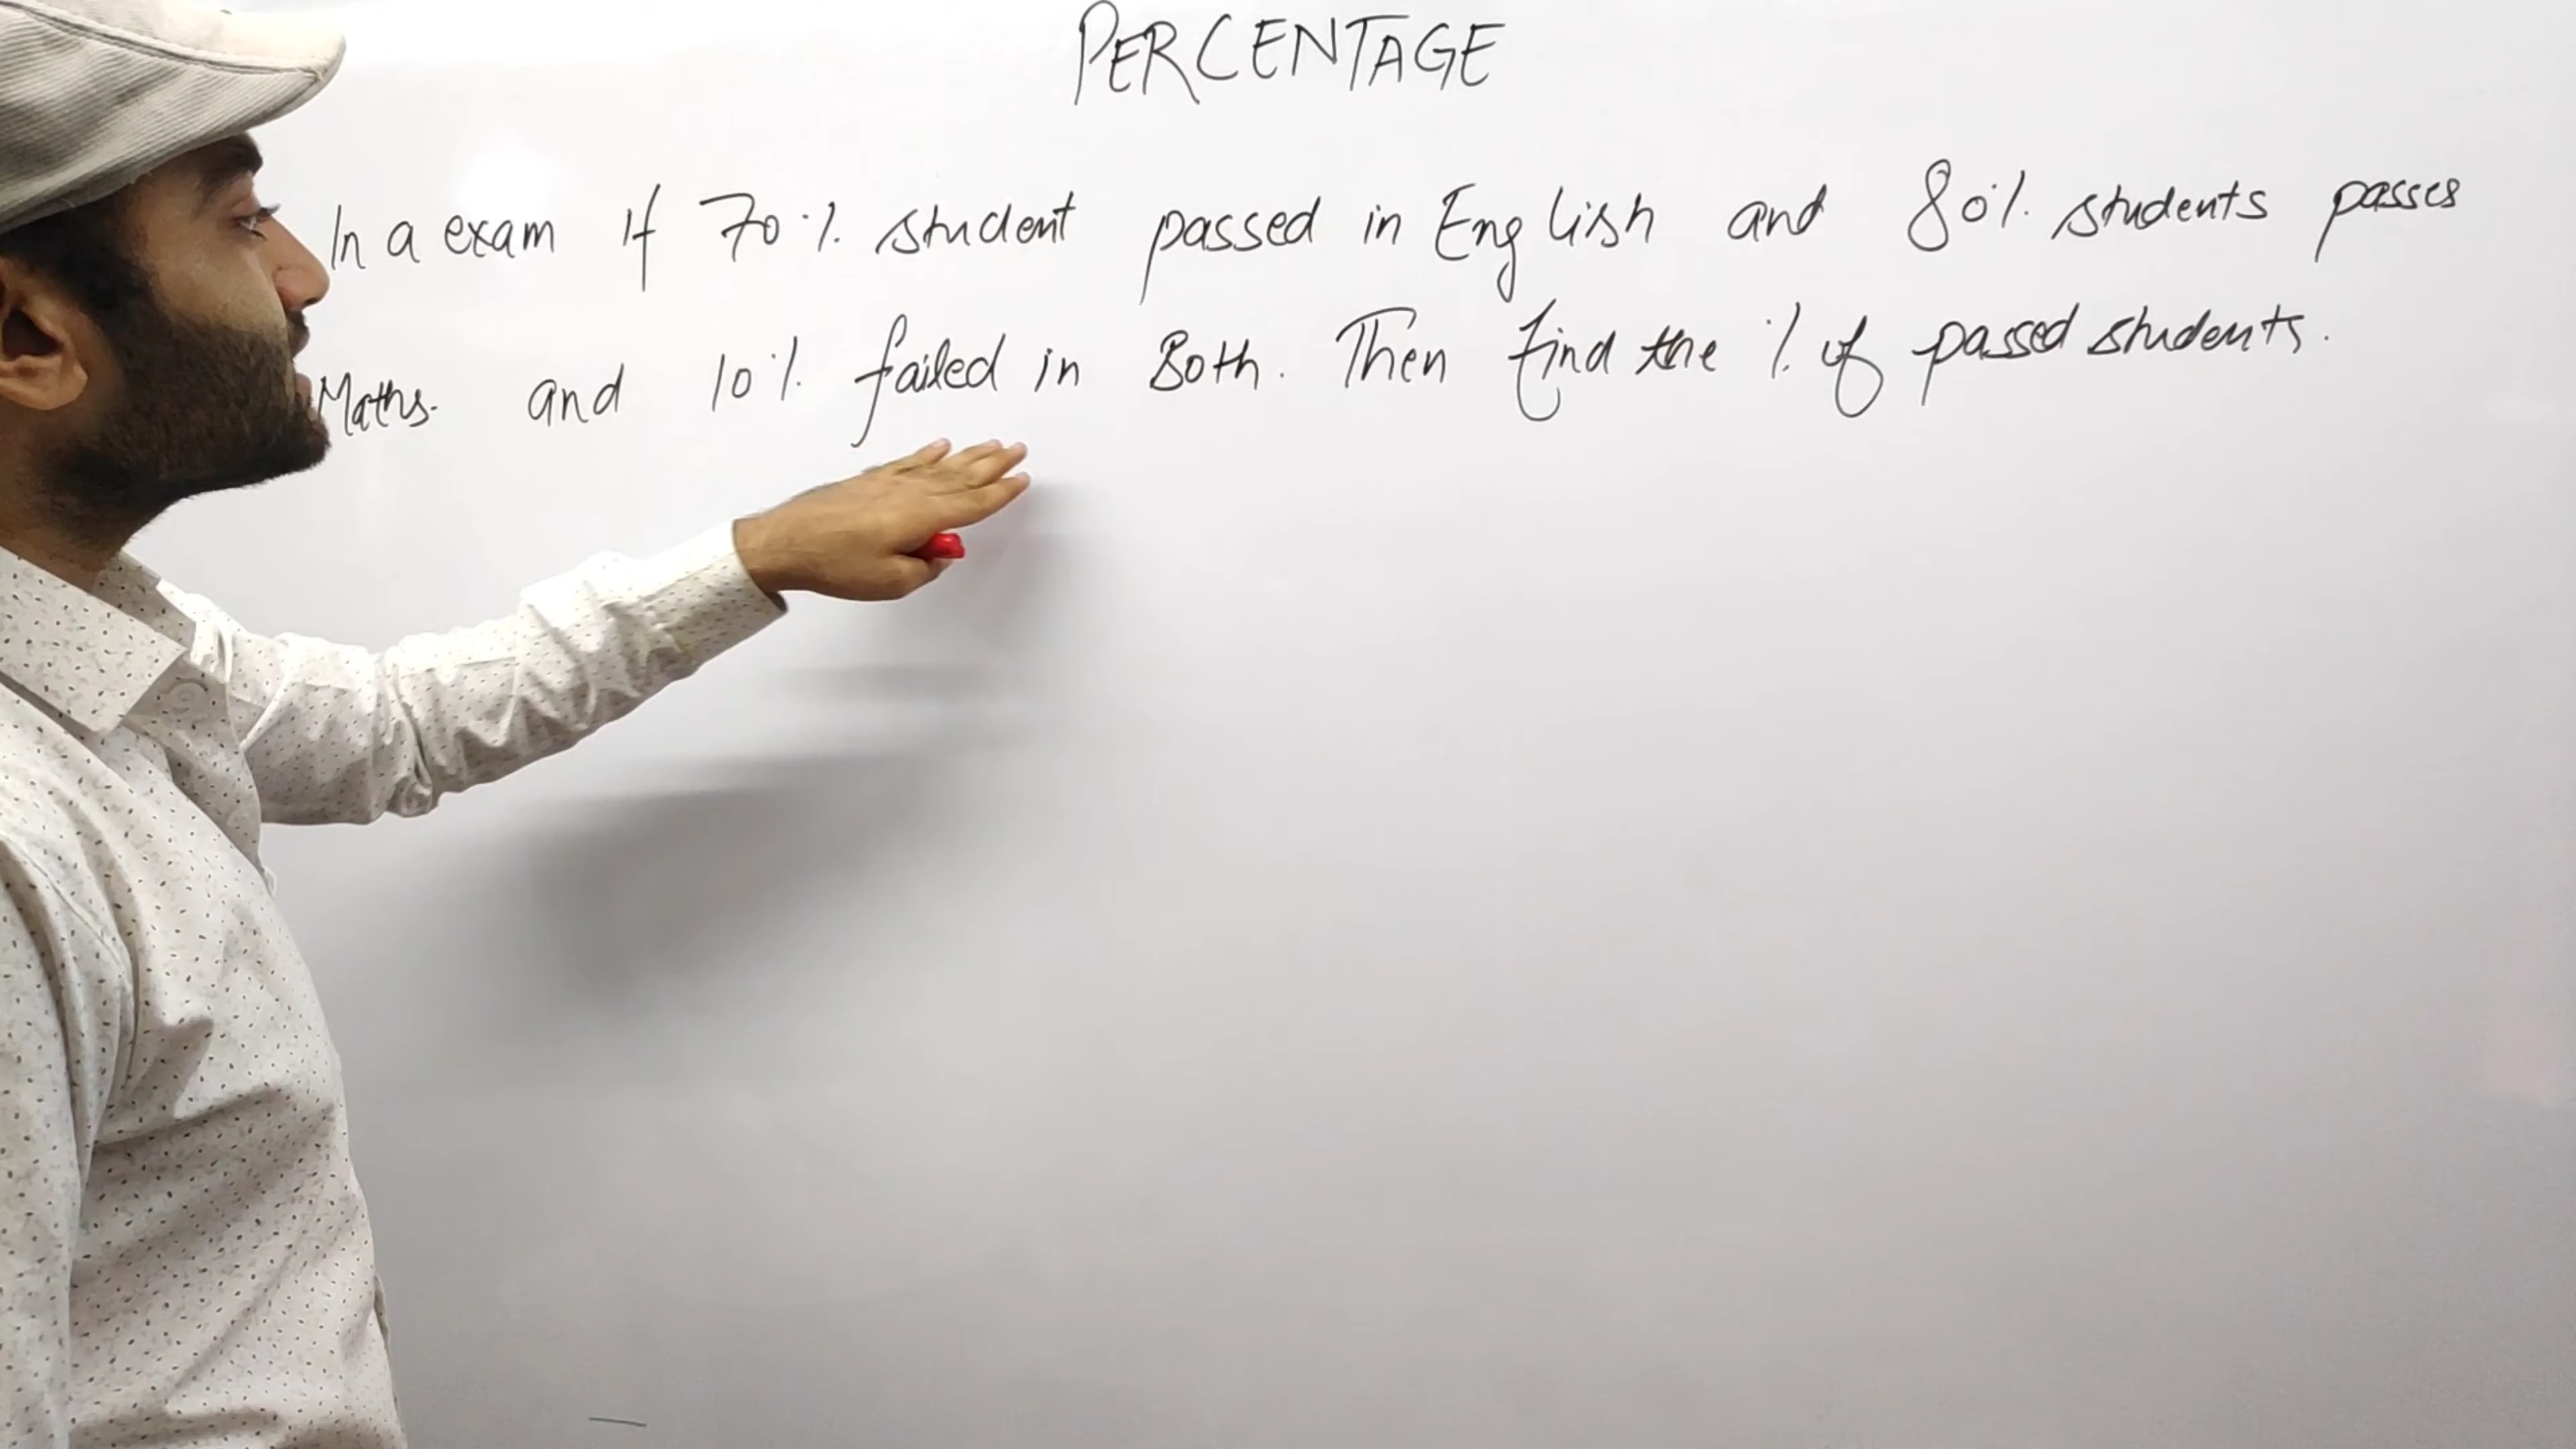 PERCENTAGE
In a exam if 70% student passed in English and 80% students passes
Maths. and 10% failed in Both. Then find the % of passed students.